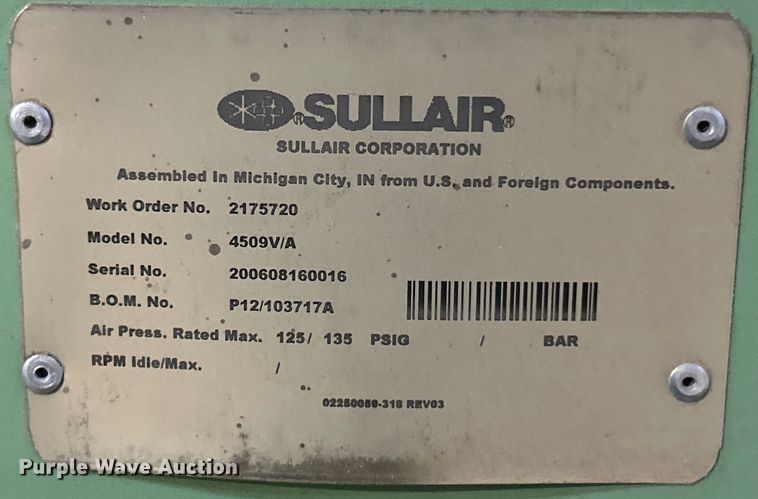 ® SULLAIR ®
SULLAIR CORPORATION
Assembled In Michigan City, IN from U.S. and Foreign Components.
Work Order No. 2175720
Model No. 4509V/A
Serial No. 200608160016
B.O.M. No. P12/103717A
Air Press. Rated Max. 125/ 135 PSIG / BAR
RPM Idle/Max. /
02250059-318 REV03
Purple Wave Auction